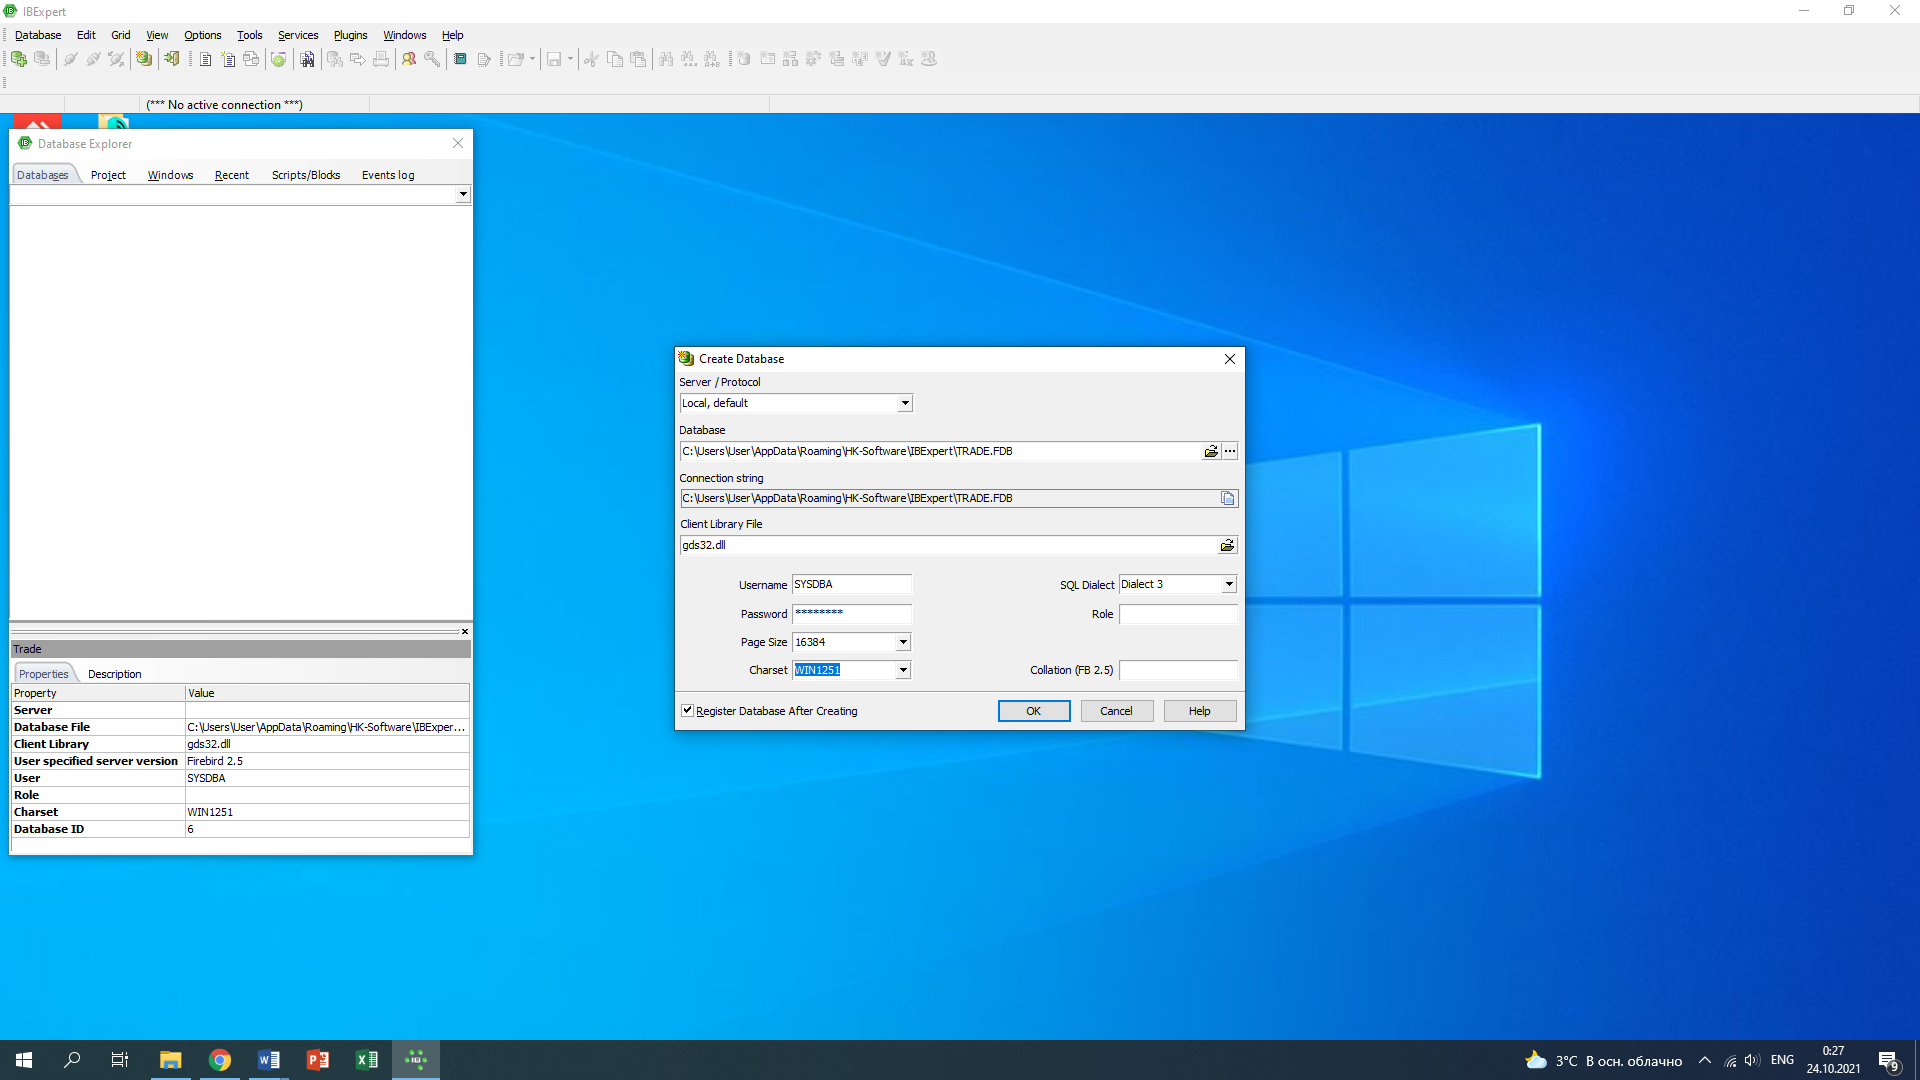 IBExpert
Database Edit Grid View Options Tools Services Plugins Windows Help
(*** No active connection ***)
Database Explorer
Databases Project Windows Recent Scripts/Blocks Events log
Trade
Properties Description
Property Value
Server
Database File C:\Users\User\AppData\Roaming\HK-Software\IBExper...
Client Library gds32.dll
User specified server version Firebird 2.5
User SYSDBA
Role
Charset WIN1251
Database ID 6
Create Database
Server / Protocol
Local, default
Database
C:\Users\User\AppData\Roaming\HK-Software\IBExpert\TRADE.FDB
Connection string
C:\Users\User\AppData\Roaming\HK-Software\IBExpert\TRADE.FDB
Client Library File
gds32.dll
Username SYSDBA SQL Dialect Dialect 3
Password ******** Role
Page Size 16384
Charset WIN1251 Collation (FB 2.5)
Register Database After Creating OK Cancel Help
3°C В осн. облачно ENG 0:27
24.10.2021 9